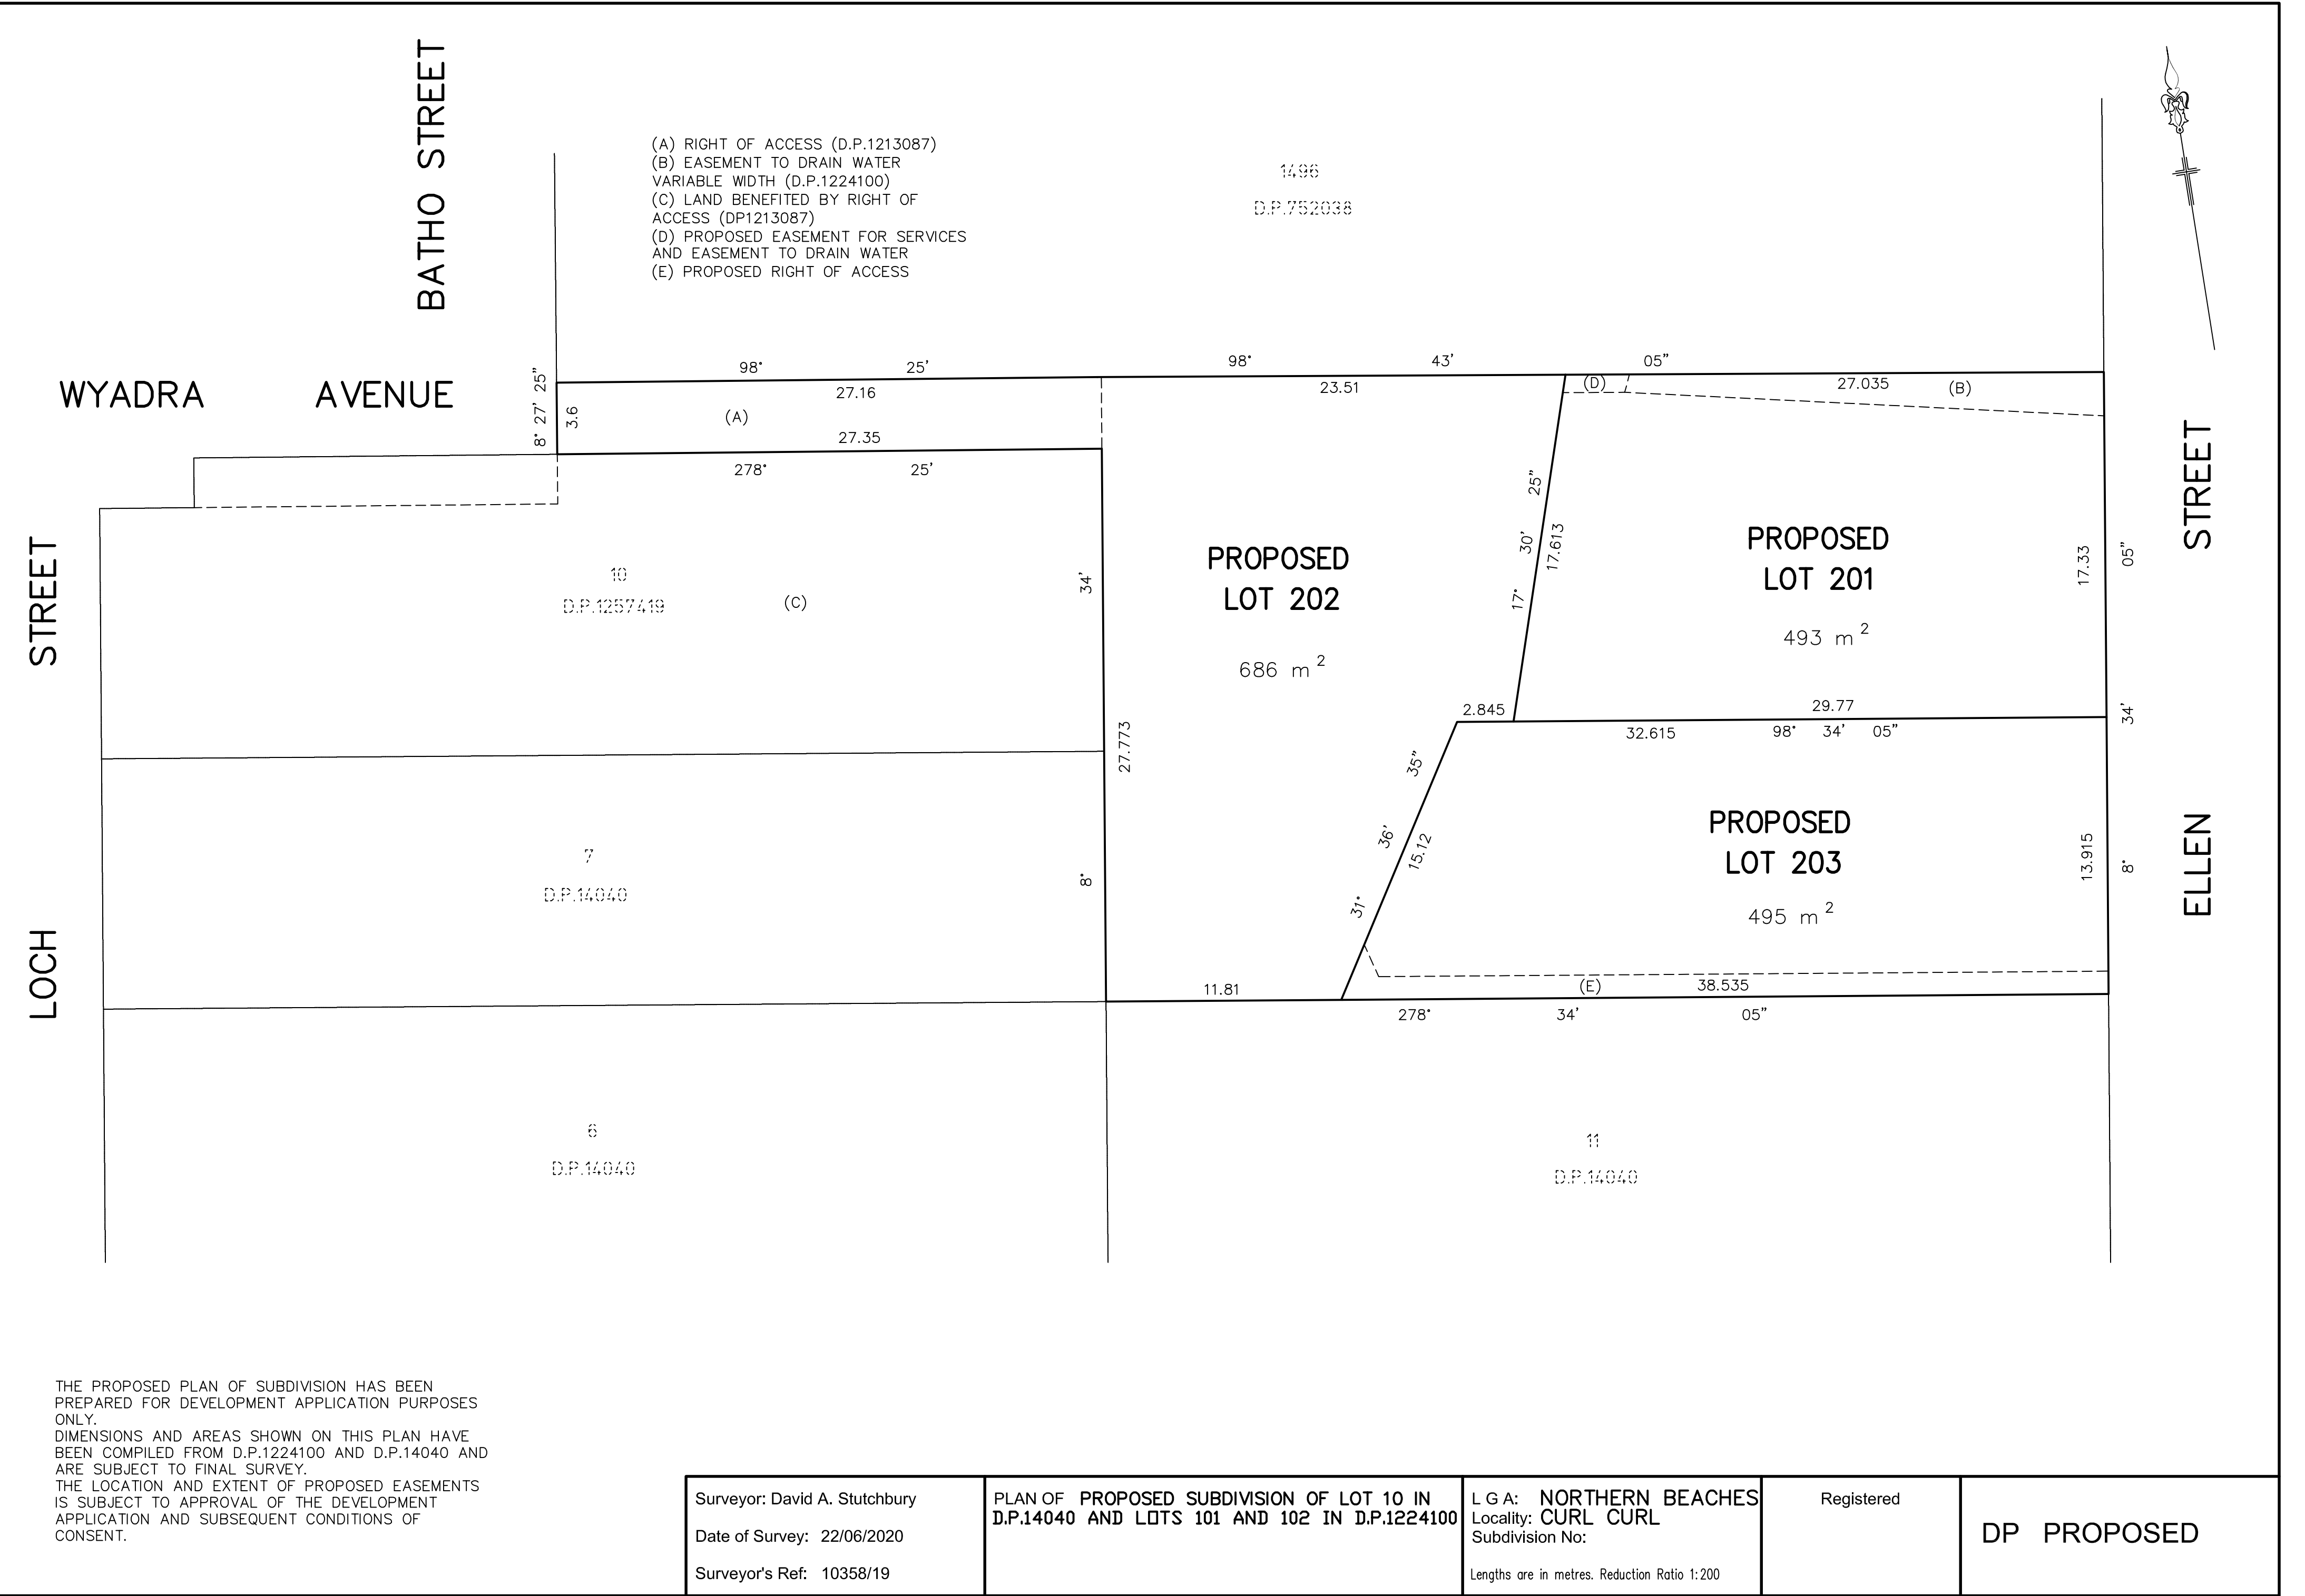 BATHO STREET
(A) RIGHT OF ACCESS (D.P.1213087)
(B) EASEMENT TO DRAIN WATER
VARIABLE WIDTH (D.P.1224100)
(C) LAND BENEFITED BY RIGHT OF
ACCESS (DP1213087)
(D) PROPOSED EASEMENT FOR SERVICES
AND EASEMENT TO DRAIN WATER
(E) PROPOSED RIGHT OF ACCESS
1496
D.P.752038
WYADRA AVENUE
8° 27' 25"
3.6
98° 25'
27.16
(A)
27.35
278° 25'
98° 43' 05"
23.51
(D)
27.035
(B)
STREET
LOCH
10
D.P.1257419
(C)
8° 34'
27.773
PROPOSED
LOT 202
686 m2
17° 30' 25"
17.613
PROPOSED
LOT 201
493 m2
17.33
8° 34' 05"
ELLEN STREET
2.845
29.77
32.615
98° 34' 05"
7
D.P.14040
31° 36' 35"
15.12
PROPOSED
LOT 203
495 m2
13.915
11.81
(E)
38.535
278° 34' 05"
6
D.P.14040
11
D.P.14040
THE PROPOSED PLAN OF SUBDIVISION HAS BEEN
PREPARED FOR DEVELOPMENT APPLICATION PURPOSES
ONLY.
DIMENSIONS AND AREAS SHOWN ON THIS PLAN HAVE
BEEN COMPILED FROM D.P.1224100 AND D.P.14040 AND
ARE SUBJECT TO FINAL SURVEY.
THE LOCATION AND EXTENT OF PROPOSED EASEMENTS
IS SUBJECT TO APPROVAL OF THE DEVELOPMENT
APPLICATION AND SUBSEQUENT CONDITIONS OF
CONSENT.
Surveyor: David A. Stutchbury
Date of Survey: 22/06/2020
Surveyor's Ref: 10358/19
PLAN OF PROPOSED SUBDIVISION OF LOT 10 IN
D.P.14040 AND LOTS 101 AND 102 IN D.P.1224100
L G A: NORTHERN BEACHES
Locality: CURL CURL
Subdivision No:
Lengths are in metres. Reduction Ratio 1:200
Registered
DP PROPOSED